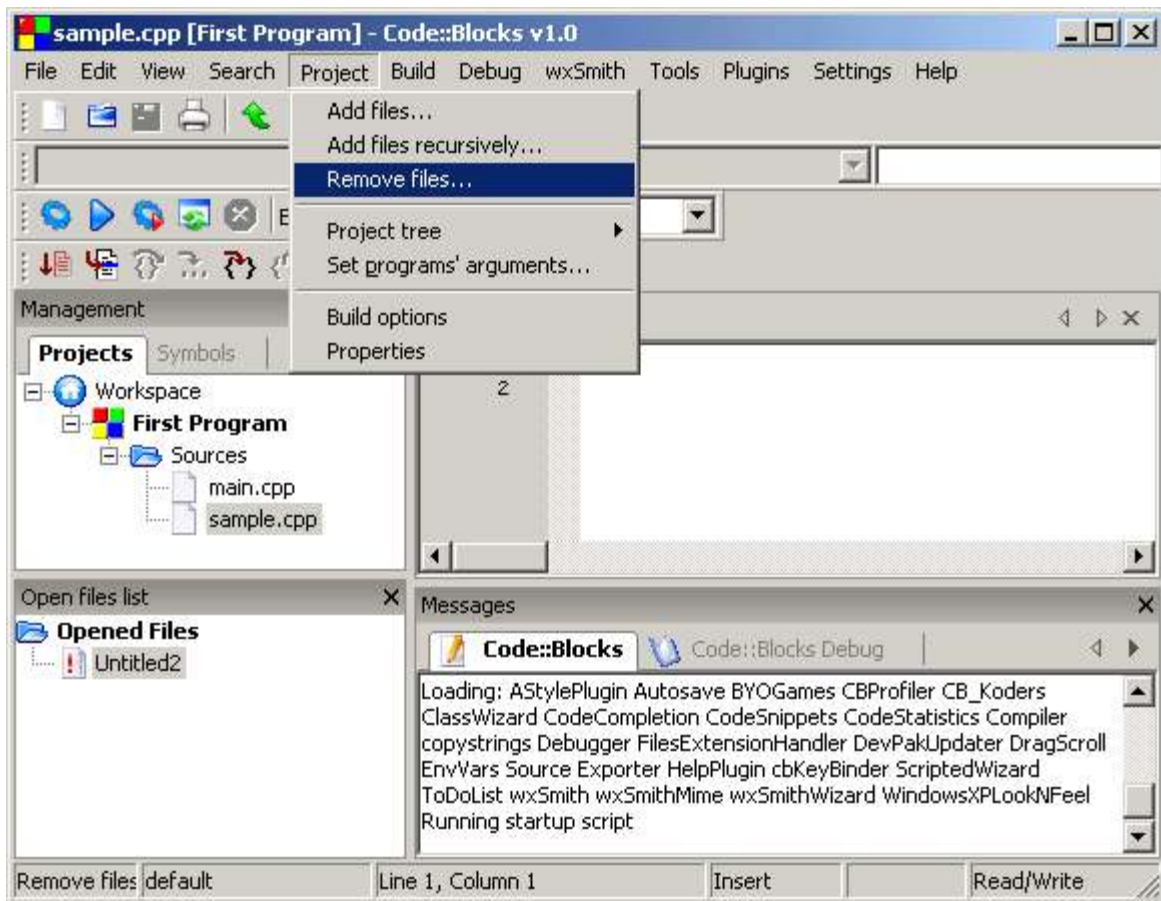 sample.cpp [First Program] - Code::Blocks v1.0
File Edit View Search Project Build Debug wxSmith Tools Plugins Settings Help
Add files...
Add files recursively...
Remove files...
Project tree
Set programs' arguments...
Build options
Properties
Management
Projects Symbols
Workspace
First Program
Sources
main.cpp
sample.cpp
2
Open files list
Opened Files
Untitled2
Messages
Code::Blocks Code::Blocks Debug
Loading: AStylePlugin Autosave BYOGames CBProfiler CB_Koders
ClassWizard CodeCompletion CodeSnippets CodeStatistics Compiler
copystrings Debugger FilesExtensionHandler DevPakUpdater DragScroll
EnvVars Source Exporter HelpPlugin cbKeyBinder ScriptedWizard
ToDoList wxSmith wxSmithMime wxSmithWizard WindowsXPLookNFeel
Running startup script
Remove files default Line 1, Column 1 Insert Read/Write